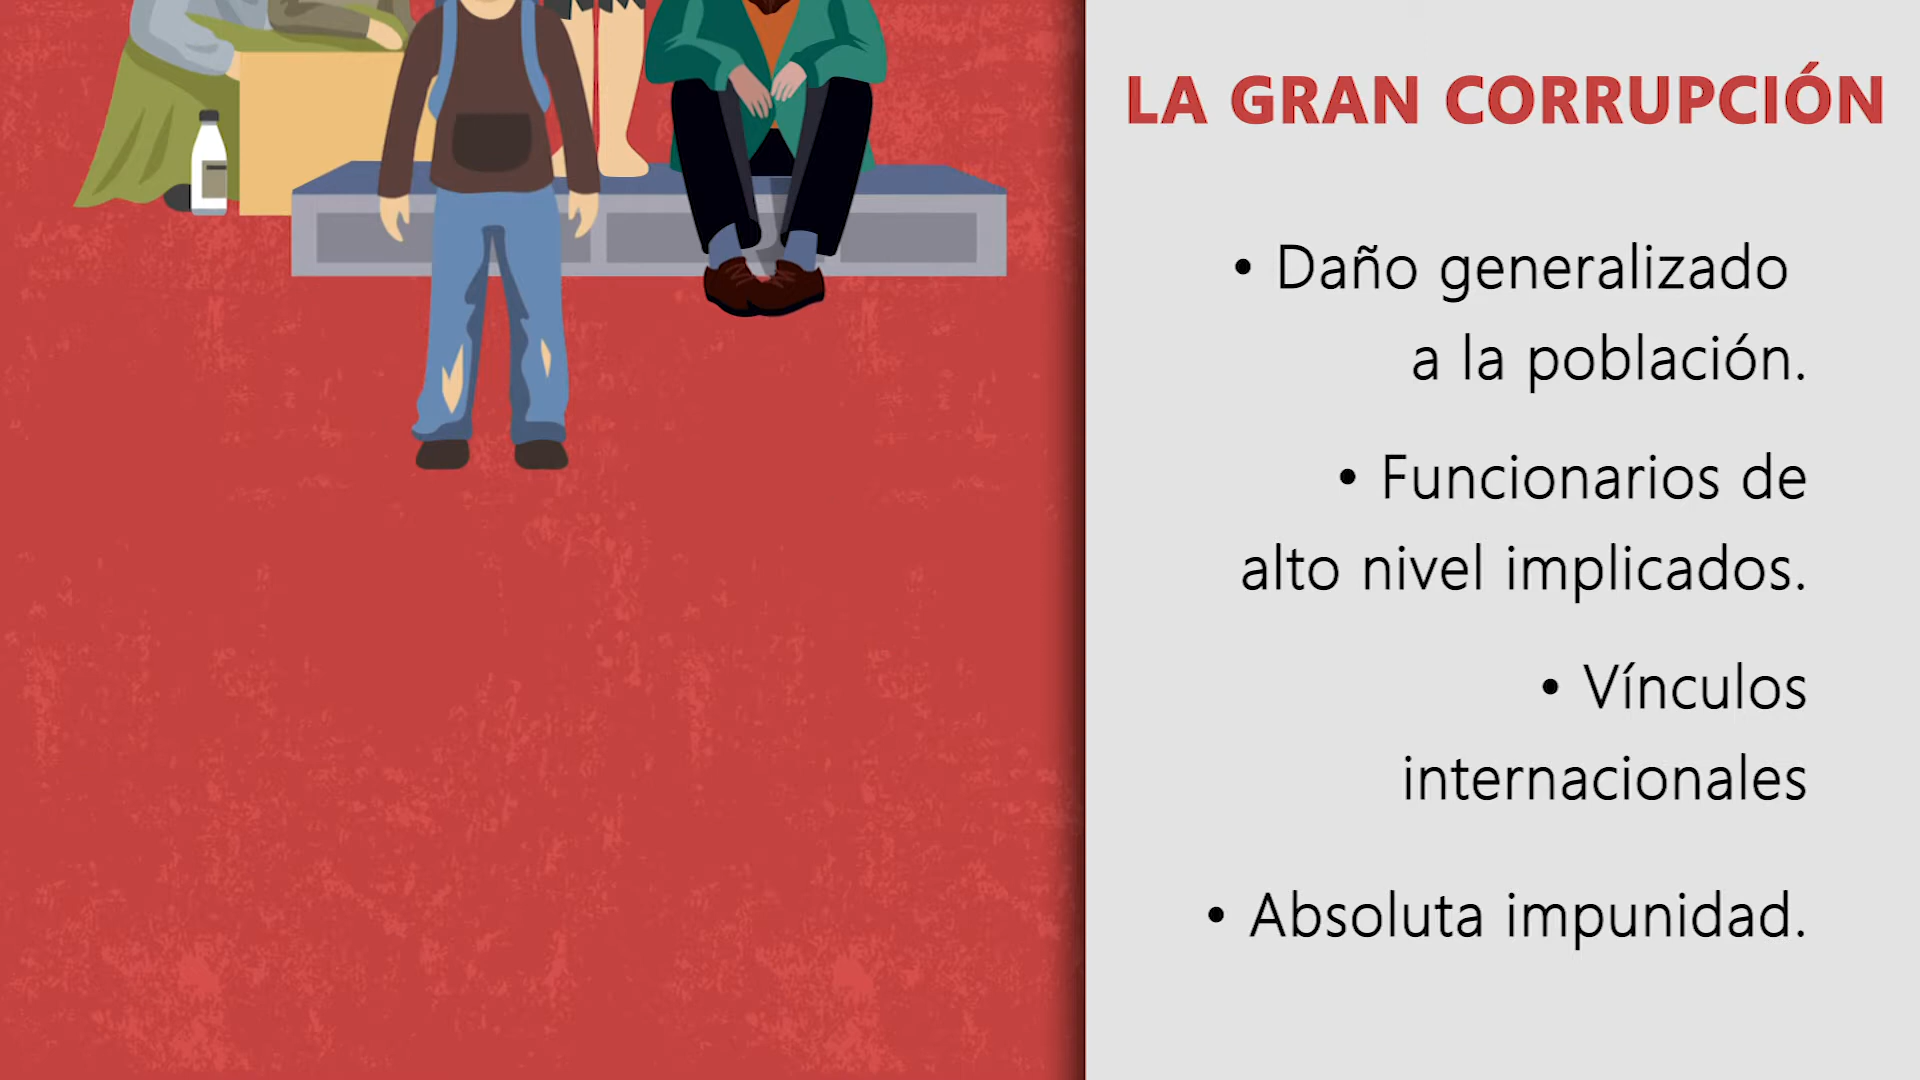 LA GRAN CORRUPCIÓN
• Daño generalizado
a la población.
• Funcionarios de
alto nivel implicados.
• Vínculos
internacionales
• Absoluta impunidad.